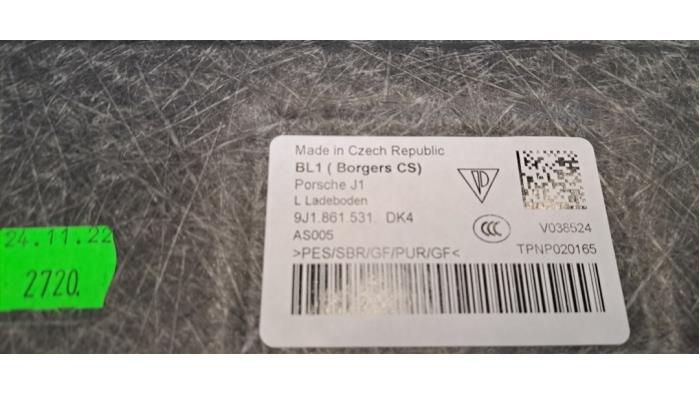 Made in Czech Republic
BL1 ( Borgers CS)
Porsche J1
L Ladeboden
9J1.861.531. DK4
AS005
>PES/SBR/GF/PUR/GF<
CCC
V038524
TPNP020165
24.11.22
2720.